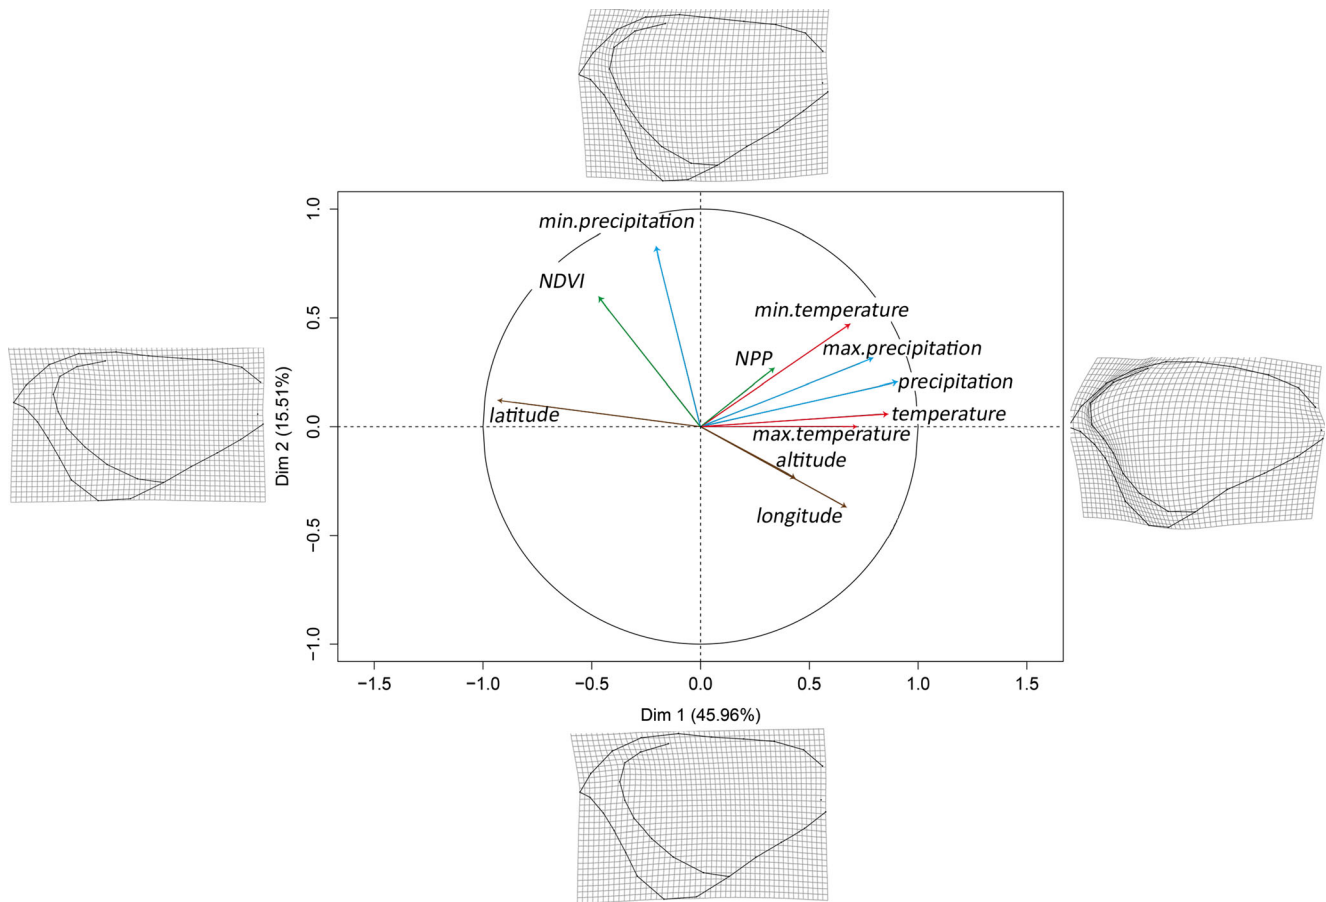 1.0
min.precipitation
NDVI
min.temperature
0.5
max.precipitation
NPP
precipitation
latitude
temperature
0.0
max.temperature
altitude
longitude
−0.5
−1.0
Dim 2 (15.51%)
−1.5 −1.0 −0.5 0.0 0.5 1.0 1.5
Dim 1 (45.96%)